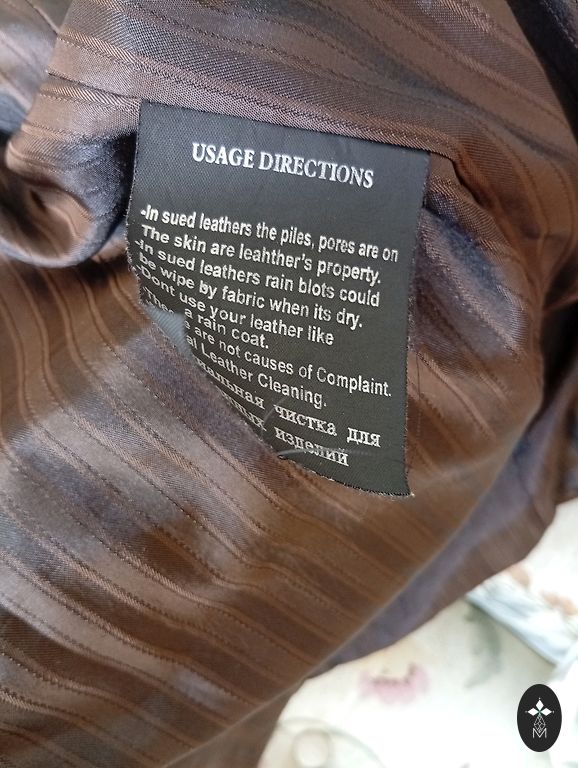 USAGE DIRECTIONS
-In sued leathers the piles, pores are on
The skin are leahther's property.
-In sued leathers rain blots could
be wipe by fabric when its dry.
-Dont use your leather like
a rain coat.
are not causes of Complaint.
Leather Cleaning.
чистка для
изделий
M